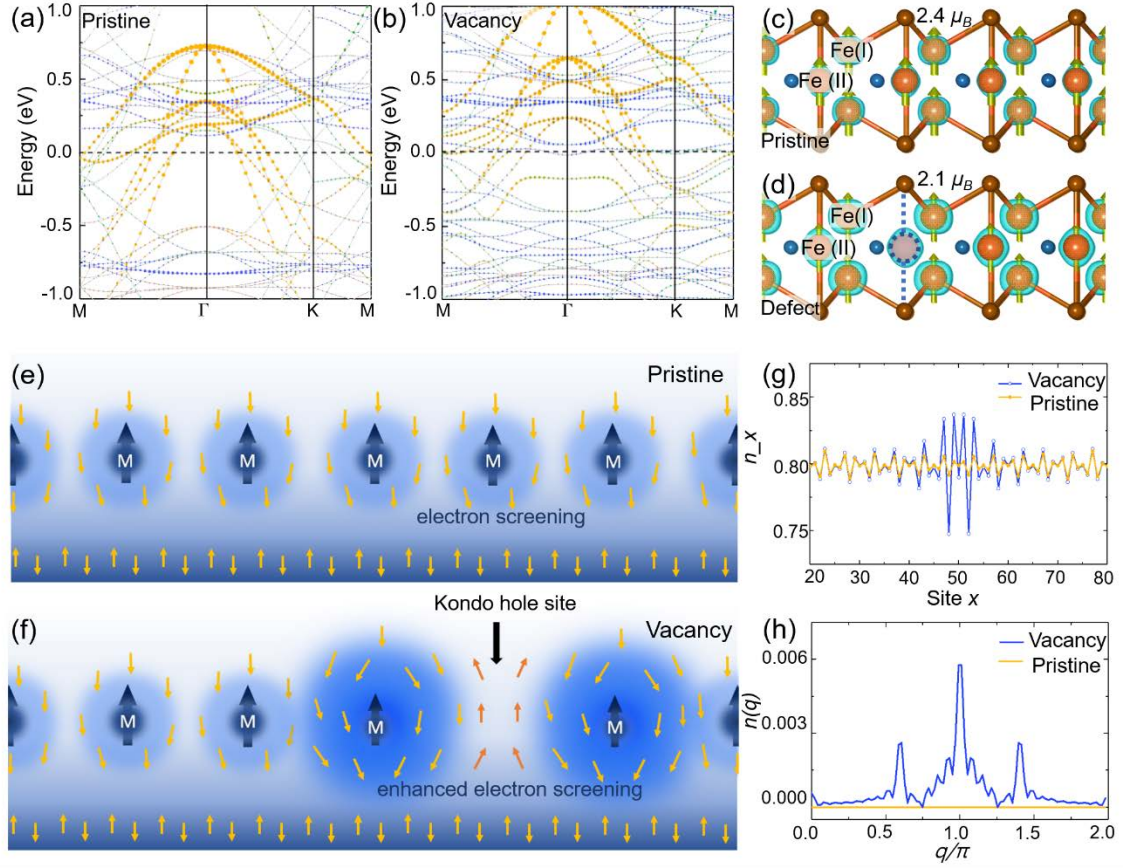 (a) Pristine
Energy (eV)
0.5
0.0
-0.5
-1.0
M Γ K M
(b) Vacancy
Energy (eV)
1.0
0.5
0.0
-0.5
-1.0
M Γ K M
(c) 2.4 μB
Fe(I)
Fe (II)
Pristine
(d) 2.1 μB
Fe(I)
Fe (II)
Defect
(e) Pristine
M M M M M
electron screening
Kondo hole site
(f) Vacancy
M M M M
enhanced electron screening
(g)
Vacancy
Pristine
n_x
0.85
0.80
0.75
20 30 40 50 60 70 80
Site x
(h)
Vacancy
Pristine
n(q)
0.006
0.003
0.000
0.0 0.5 1.0 1.5 2.0
q/π